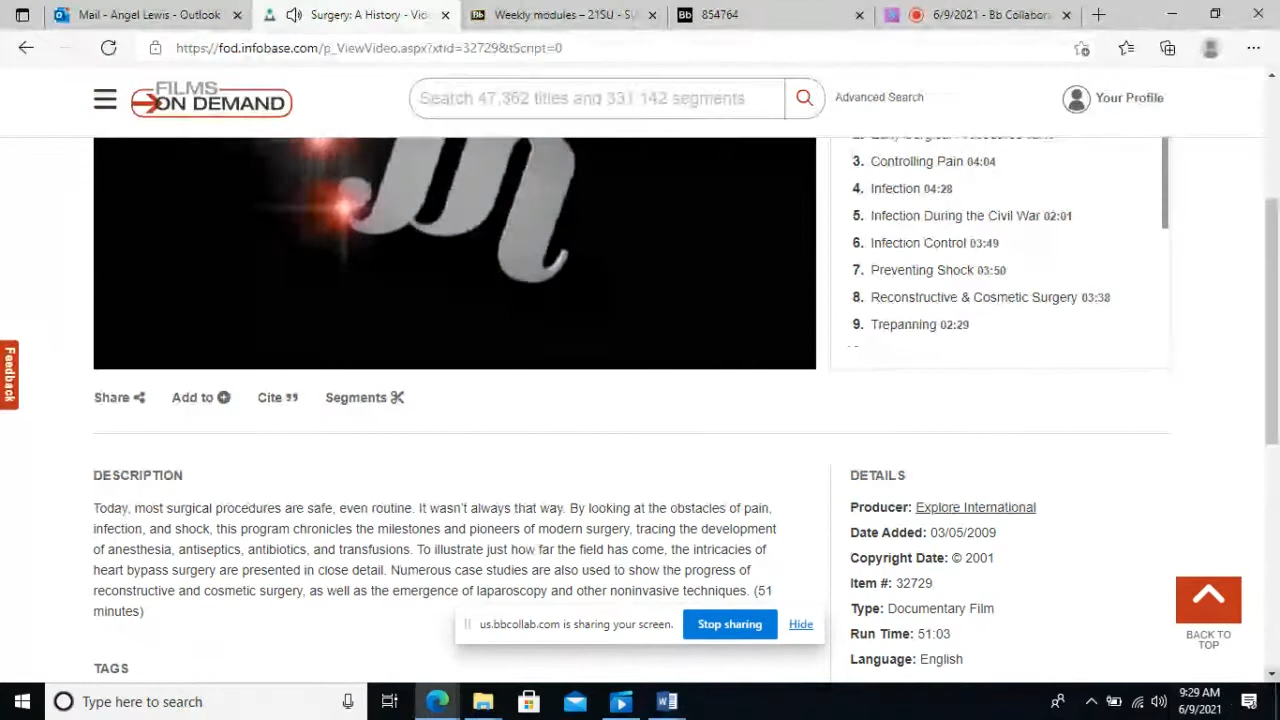 Mail - Angel Lewis - Outlook
Surgery: A History - Vid
Weekly modules – 21SU - S
Bb 854764
6/9/2021 - Bb Collabora
https://fod.infobase.com/p_ViewVideo.aspx?xtid=32729&tScript=0
FILMS
ON DEMAND
Search 47,362 titles and 331,142 segments
Advanced Search
Your Profile
3. Controlling Pain 04:04
4. Infection 04:28
5. Infection During the Civil War 02:01
6. Infection Control 03:49
7. Preventing Shock 03:50
8. Reconstructive & Cosmetic Surgery 03:38
9. Trepanning 02:29
Feedback
Share
Add to
Cite
Segments
DESCRIPTION
Today, most surgical procedures are safe, even routine. It wasn't always that way. By looking at the obstacles of pain,
infection, and shock, this program chronicles the milestones and pioneers of modern surgery, tracing the development
of anesthesia, antiseptics, antibiotics, and transfusions. To illustrate just how far the field has come, the intricacies of
heart bypass surgery are presented in close detail. Numerous case studies are also used to show the progress of
reconstructive and cosmetic surgery, as well as the emergence of laparoscopy and other noninvasive techniques. (51
minutes)
TAGS
DETAILS
Producer: Explore International
Date Added: 03/05/2009
Copyright Date: © 2001
Item #: 32729
Type: Documentary Film
Run Time: 51:03
Language: English
BACK TO
TOP
us.bbcollab.com is sharing your screen.
Stop sharing
Hide
Type here to search
9:29 AM
6/9/2021